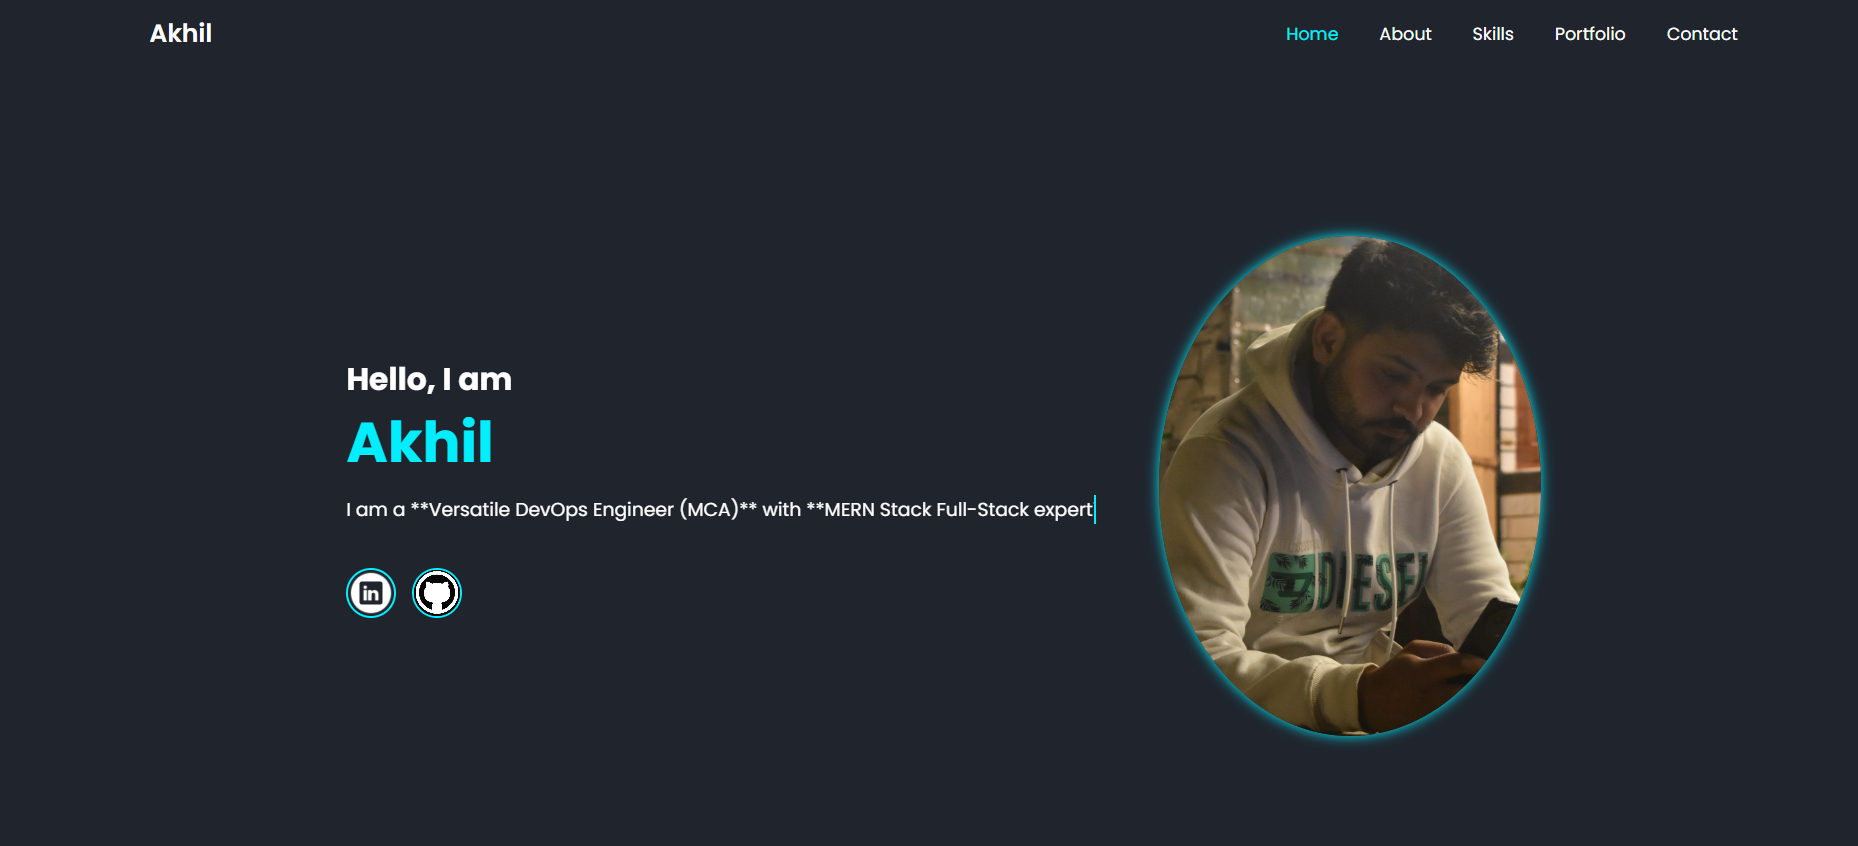 Akhil
Home About Skills Portfolio Contact
Hello, I am
Akhil
I am a **Versatile DevOps Engineer (MCA)** with **MERN Stack Full-Stack expert
in
DIESEL